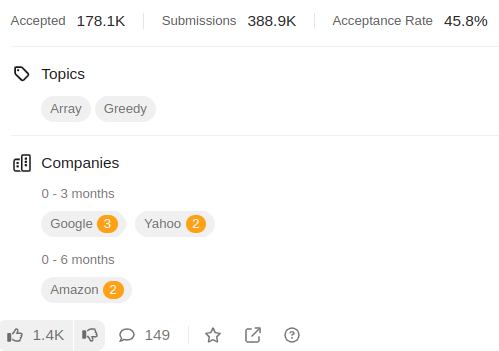 Accepted 178.1K Submissions 388.9K Acceptance Rate 45.8%
Topics
Array Greedy
Companies
0 - 3 months
Google 3 Yahoo 2
0 - 6 months
Amazon 2
1.4K 149